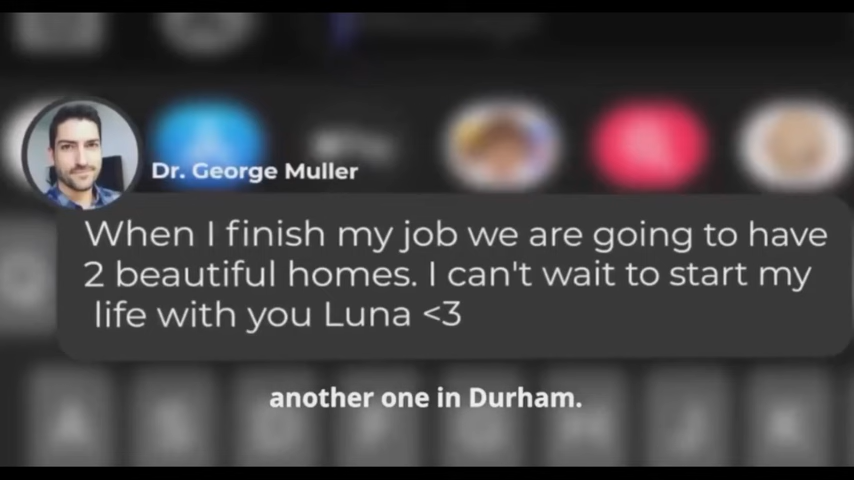 Dr. George Muller
When I finish my job we are going to have
2 beautiful homes. I can't wait to start my
life with you Luna <3
another one in Durham.